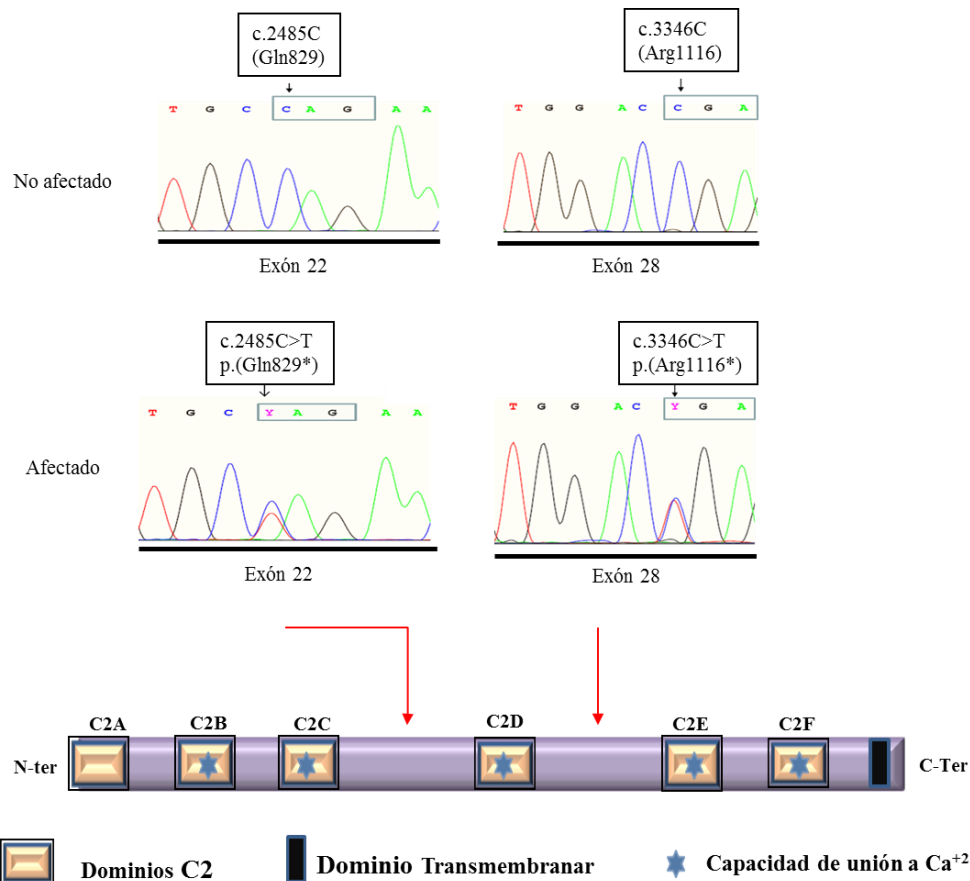 c.2485C
(Gln829)
c.3346C
(Arg1116)
No afectado
T G C C A G A A
T G G A C C G A
Exón 22
Exón 28
c.2485C>T
p.(Gln829*)
c.3346C>T
p.(Arg1116*)
Afectado
T G C Y A G A A
T G G A C Y G A
Exón 22
Exón 28
C2A C2B C2C C2D C2E C2F
N-ter
C-Ter
Dominios C2
Dominio Transmembranar
Capacidad de unión a Ca+2